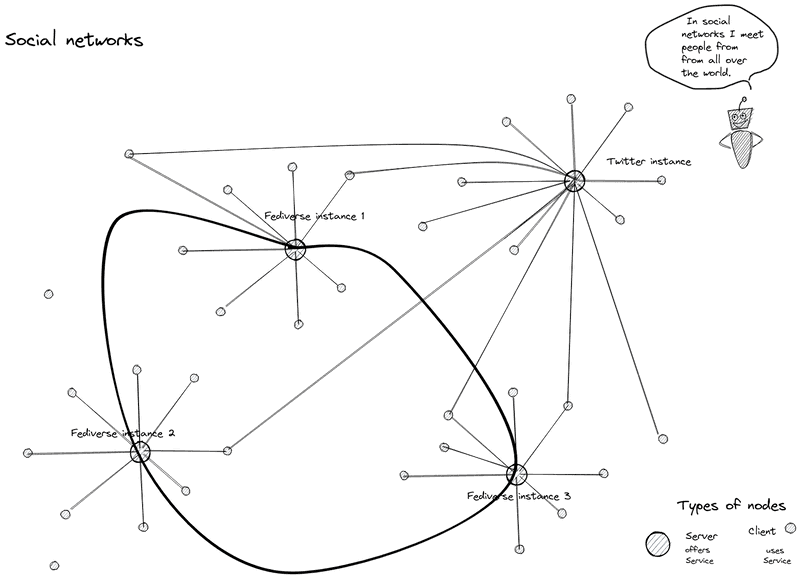 Social networks
In social
networks I meet
people from
from all over
the world.
Twitter instance
Fediverse instance 1
Fediverse instance 2
Fediverse instance 3
Types of nodes
Server
offers
Service
Client
uses
Service